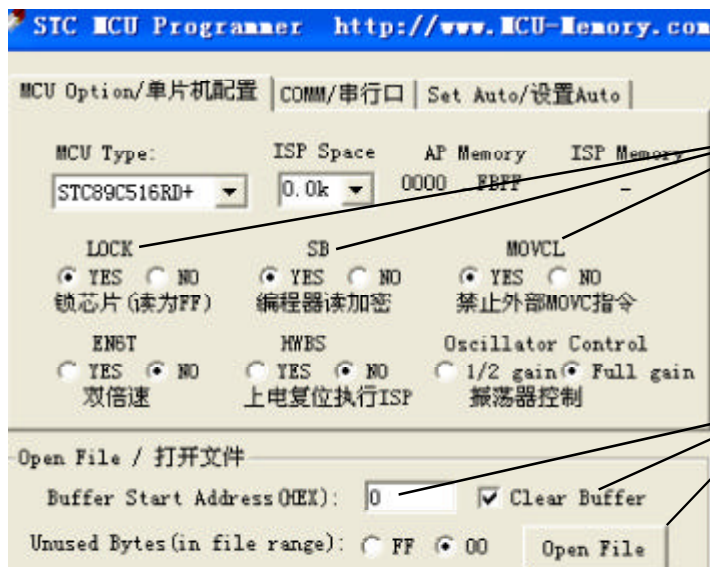 STC MCU Programmer http://www.MCU-Memory.com
MCU Option/单片机配置 COMM/串行口 Set Auto/设置Auto
MCU Type: ISP Space AP Memory ISP Memory
STC89C516RD+ 0.0k 0000 - FBFF -
LOCK SB MOVCL
YES NO YES NO YES NO
锁芯片(读为FF) 编程器读加密 禁止外部MOVC指令
EN6T HWBS Oscillator Control
YES NO YES NO 1/2 gain Full gain
双倍速 上电复位执行ISP 振荡器控制
Open File / 打开文件
Buffer Start Address(HEX): 0 Clear Buffer
Unused Bytes(in file range): FF 00 Open File